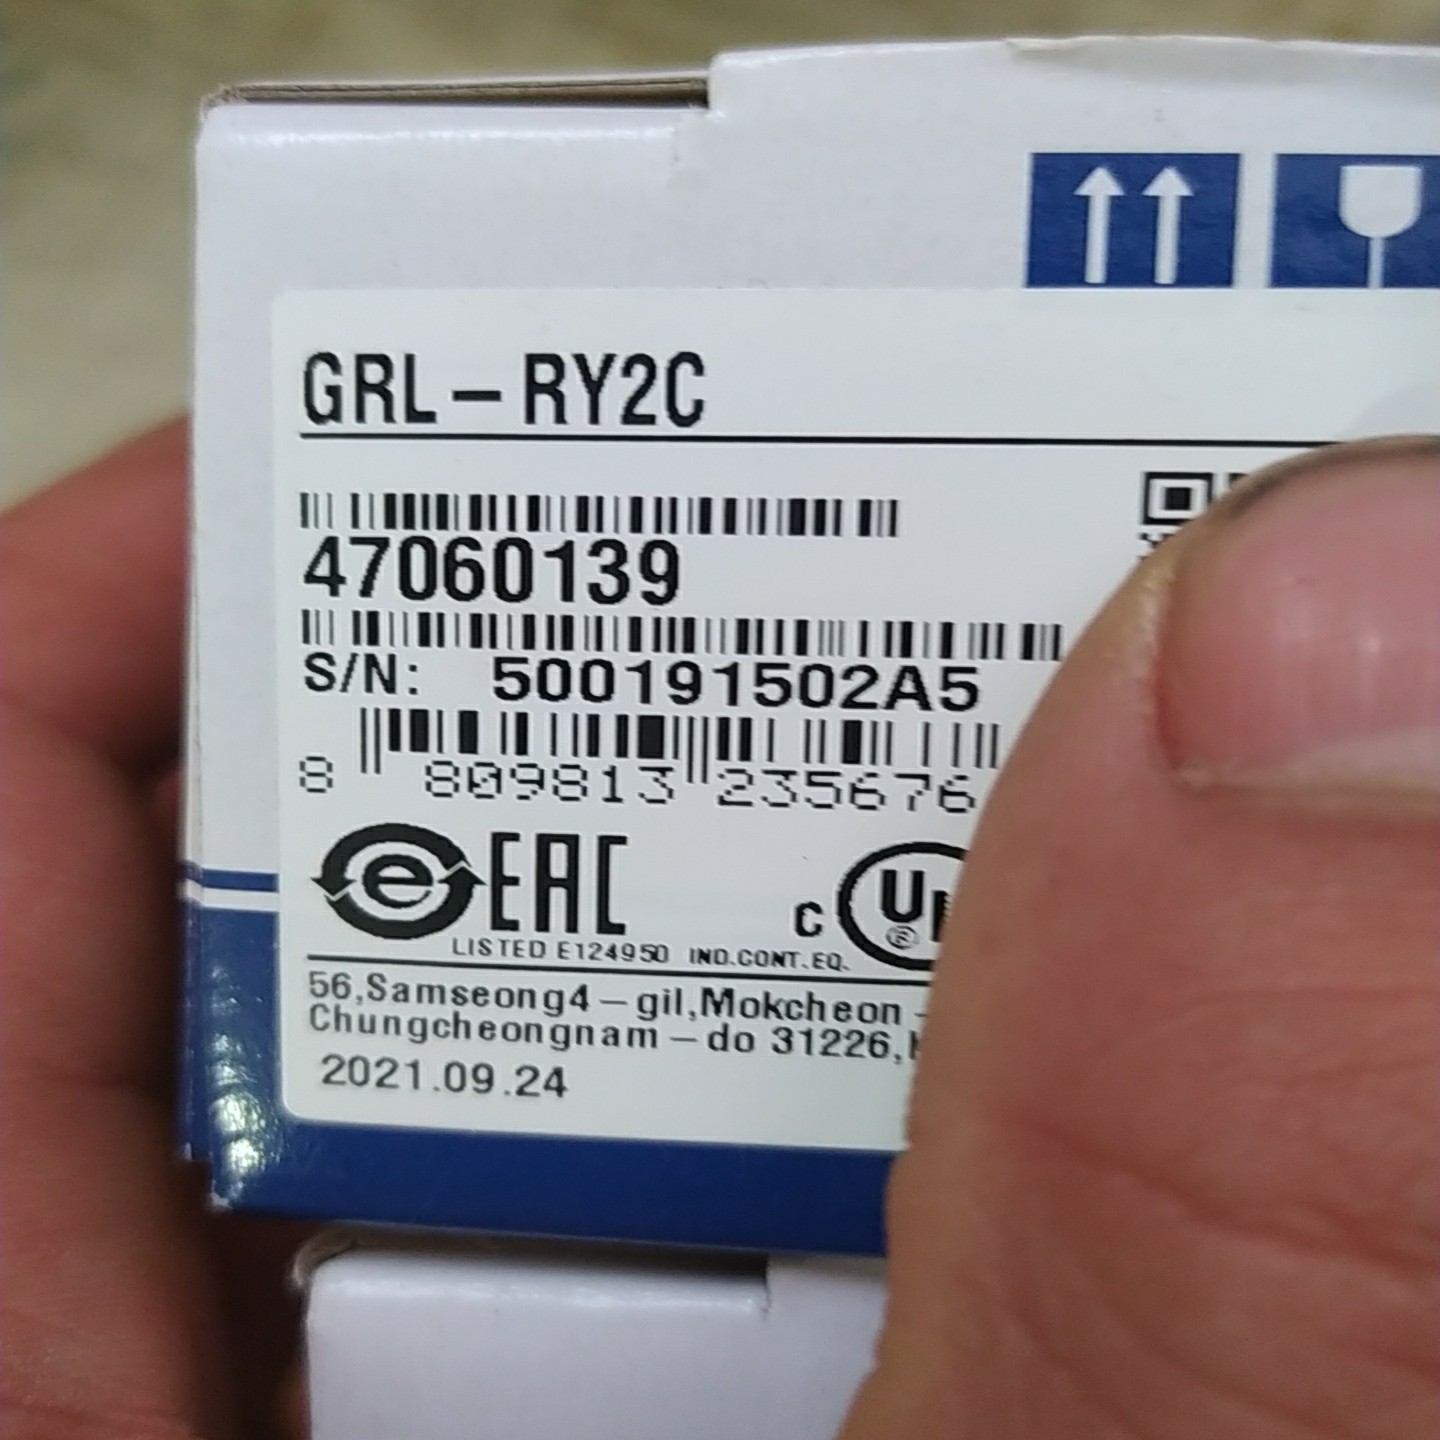 GRL-RY2C
47060139
S/N: 500191502A5
8 809813 235676
e EAC
C U
R
LISTED E124950 IND.CONT.EQ.
56,Samseong4-gil,Mokcheon-
Chungcheongnam-do 31226,
2021.09.24